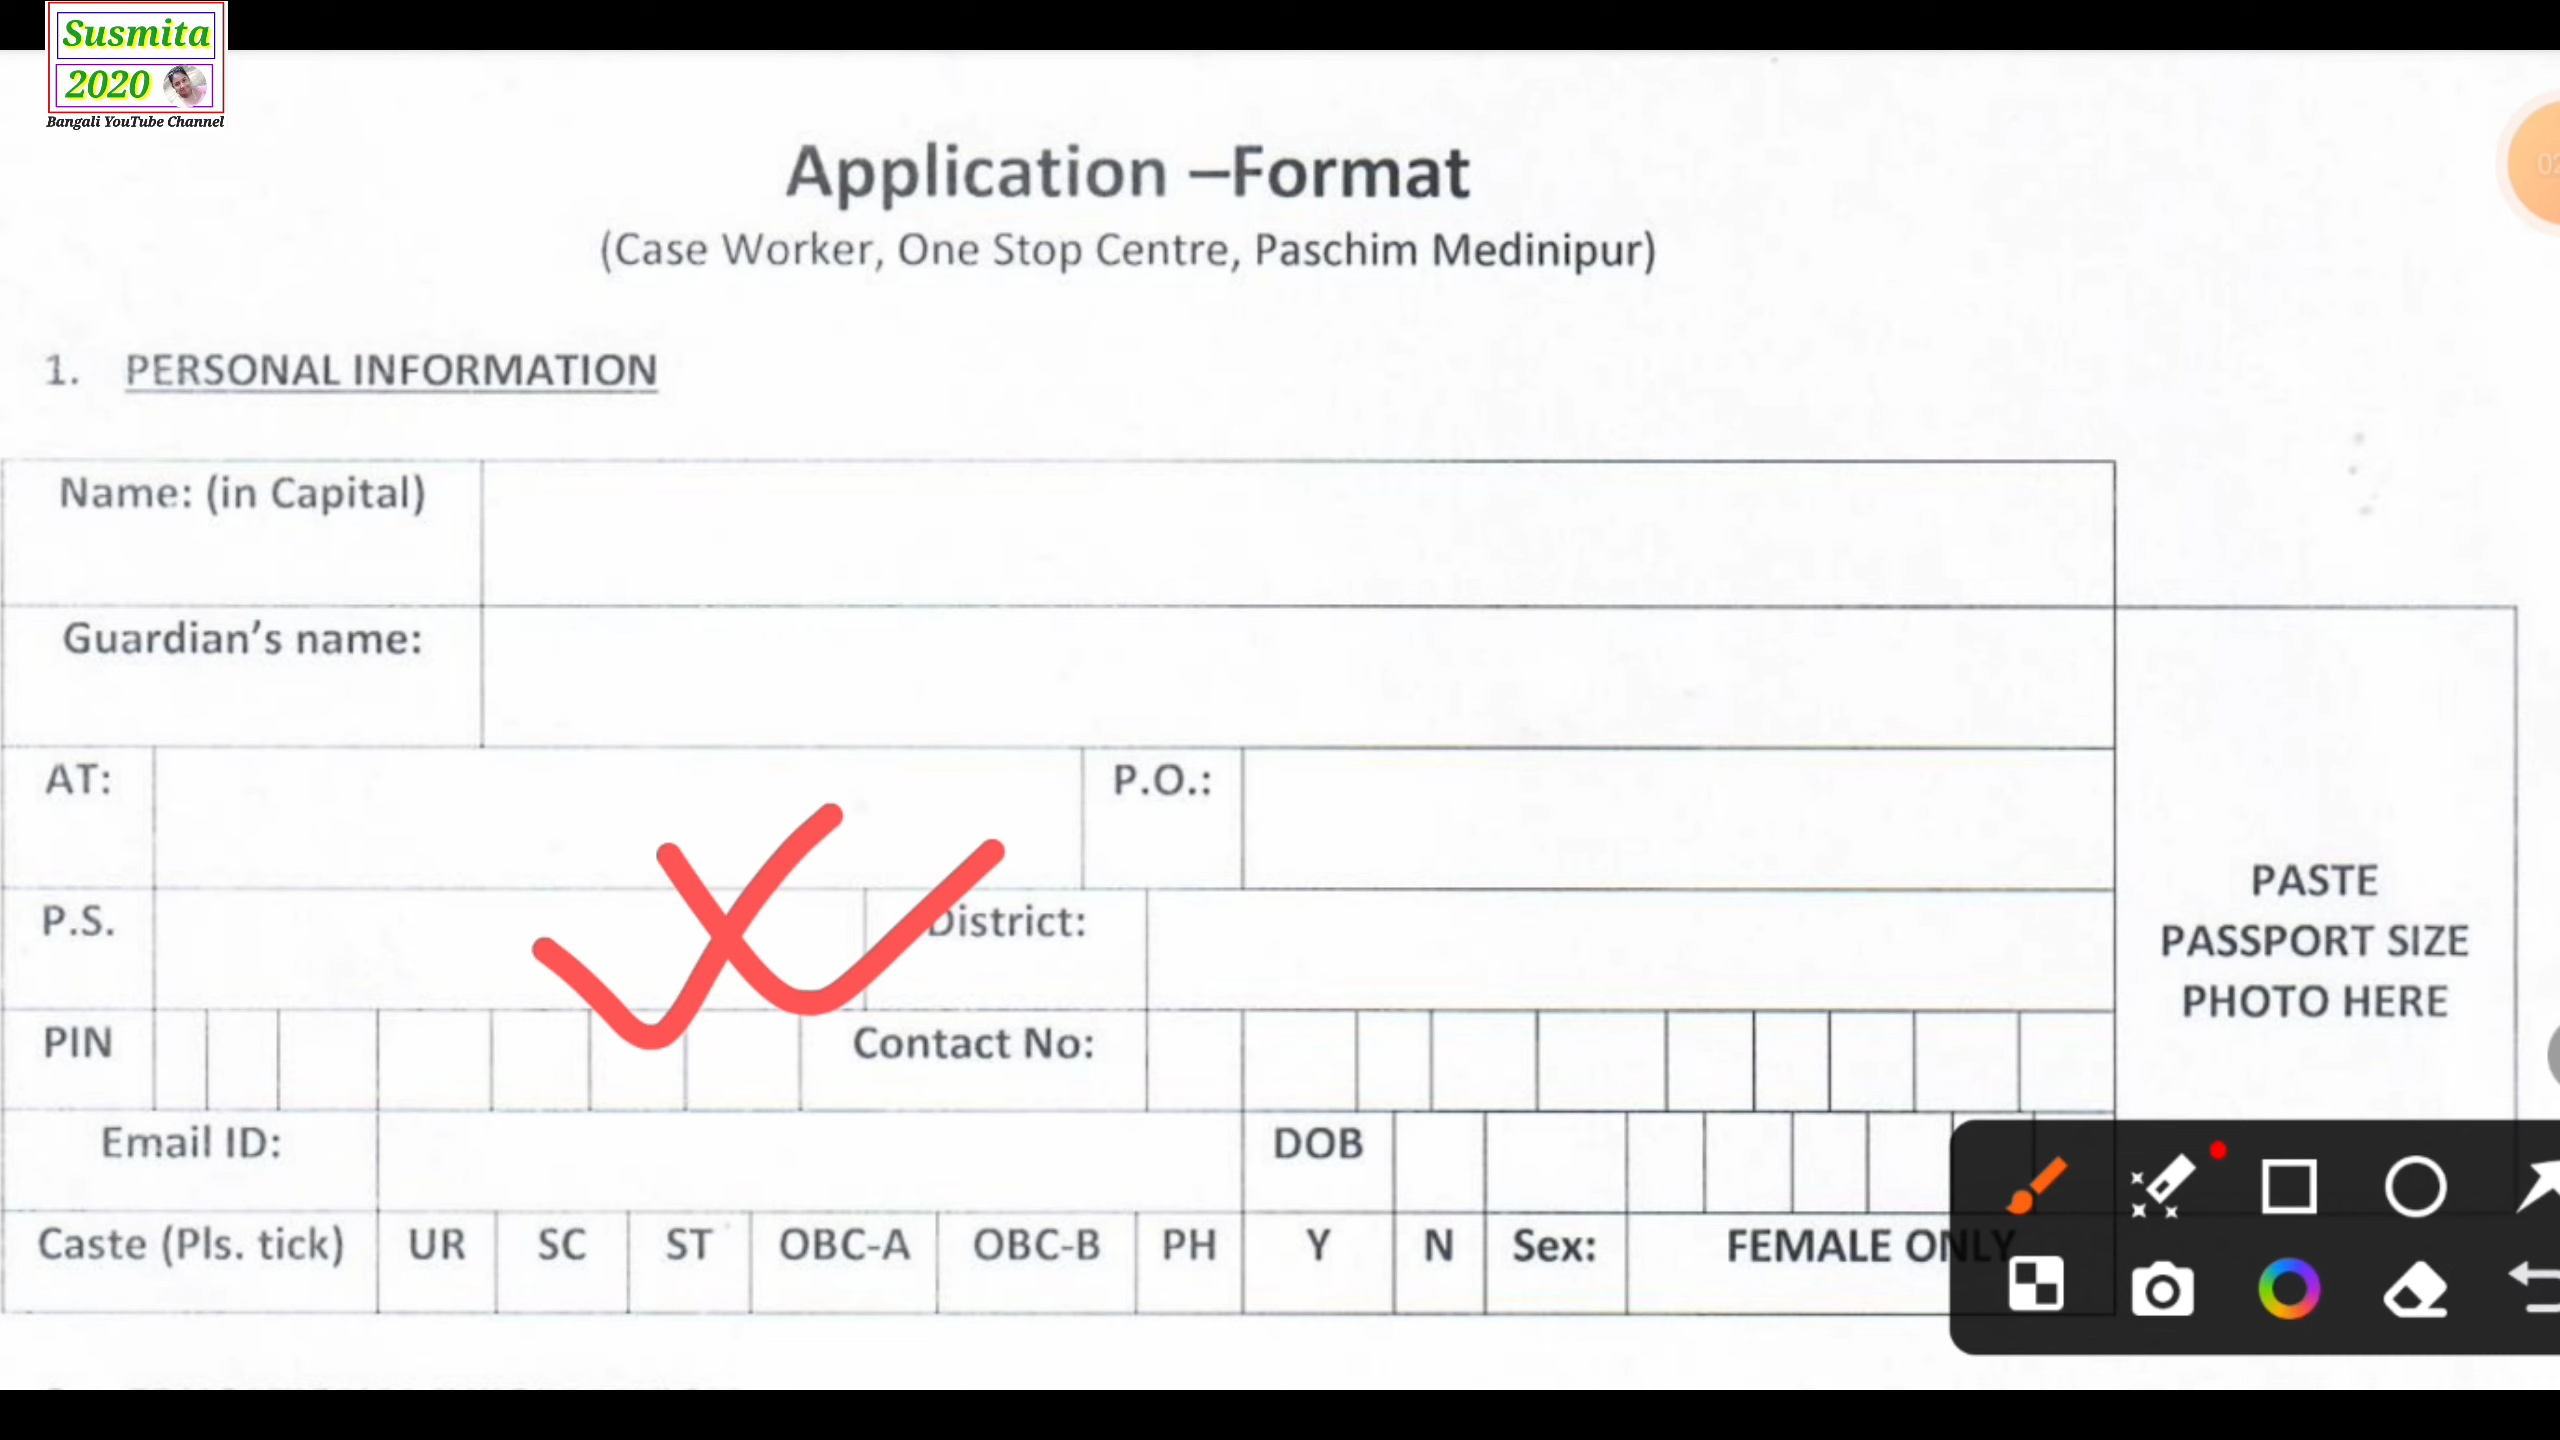 Susmita
2020
Bangali YouTube Channel
Application –Format
(Case Worker, One Stop Centre, Paschim Medinipur)
1. PERSONAL INFORMATION
Name: (in Capital)
Guardian's name:
AT: P.O.:
P.S. District:
PIN Contact No:
Email ID: DOB
Caste (Pls. tick) UR SC ST OBC-A OBC-B PH Y N Sex: FEMALE ONLY
PASTE
PASSPORT SIZE
PHOTO HERE